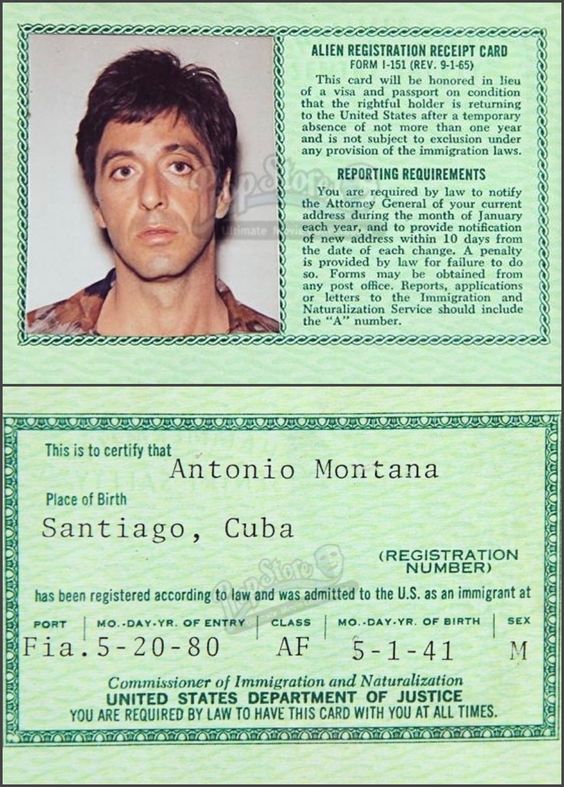 ALIEN REGISTRATION RECEIPT CARD
FORM I-151 (REV. 9-1-65)
This card will be honored in lieu
of a visa and passport on condition
that the rightful holder is returning
to the United States after a temporary
absence of not more than one year
and is not subject to exclusion under
any provision of the immigration laws.
REPORTING REQUIREMENTS
You are required by law to notify
the Attorney General of your current
address during the month of January
each year, and to provide notification
of new address within 10 days from
the date of each change. A penalty
is provided by law for failure to do
so. Forms may be obtained from
any post office. Reports, applications
or letters to the Immigration and
Naturalization Service should include
the “A” number.
PropStore
Ultimate Movie
This is to certify that
Antonio Montana
Place of Birth
Santiago, Cuba
(REGISTRATION
NUMBER)
PropStore
has been registered according to law and was admitted to the U.S. as an immigrant at
PORT MO.-DAY-YR. OF ENTRY CLASS MO.-DAY-YR. OF BIRTH SEX
Fia. 5-20-80 AF 5-1-41 M
Commissioner of Immigration and Naturalization
UNITED STATES DEPARTMENT OF JUSTICE
YOU ARE REQUIRED BY LAW TO HAVE THIS CARD WITH YOU AT ALL TIMES.